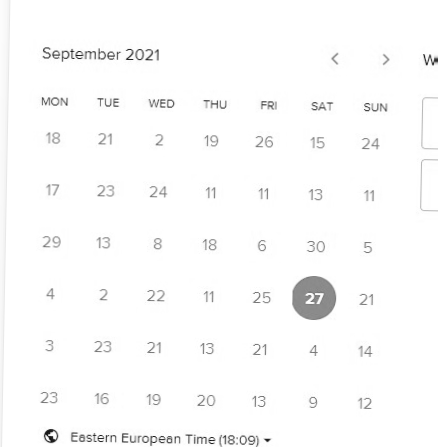 September 2021
MON TUE WED THU FRI SAT SUN
18 21 2 19 26 15 24
17 23 24 11 11 13 11
29 13 8 18 6 30 5
4 2 22 11 25 27 21
3 23 21 13 21 4 14
23 16 19 20 13 9 12
Eastern European Time (18:09)